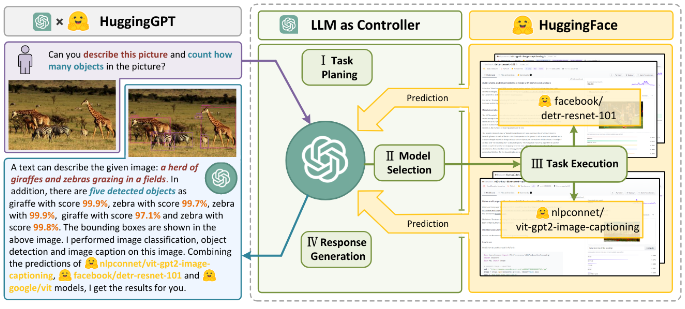 HuggingGPT
Can you describe this picture and count
how many objects in the picture?
A text can describe the given image: a herd of
giraffes and zebras grazing in a fields. In
addition, there are five detected objects as
giraffe with score 99.9%, zebra with score 99.7%, zebra
with 99.9%, giraffe with score 97.1% and zebra with
score 99.8%. The bounding boxes are shown in the
above image. I performed image classification, object
detection and image caption on this image. Combining
the predictions of nlpconnet/vit-gpt2-image-
captioning, facebook/detr-resnet-101 and
google/vit models, I get the results for you.
LLM as Controller
I Task
Planing
II Model
Selection
IV Response
Generation
HuggingFace
Prediction
facebook/
detr-resnet-101
III Task Execution
nlpconnet/
vit-gpt2-image-captioning
Prediction